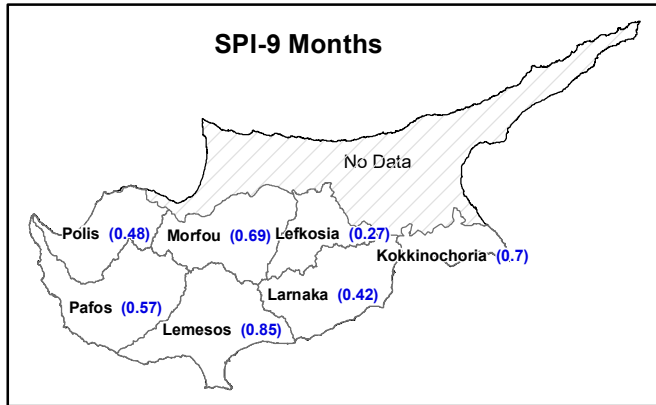 SPI-9 Months
No Data
Polis (0.48)
Morfou (0.69)
Lefkosia (0.27)
Kokkinochoria (0.7)
Pafos (0.57)
Larnaka (0.42)
Lemesos (0.85)